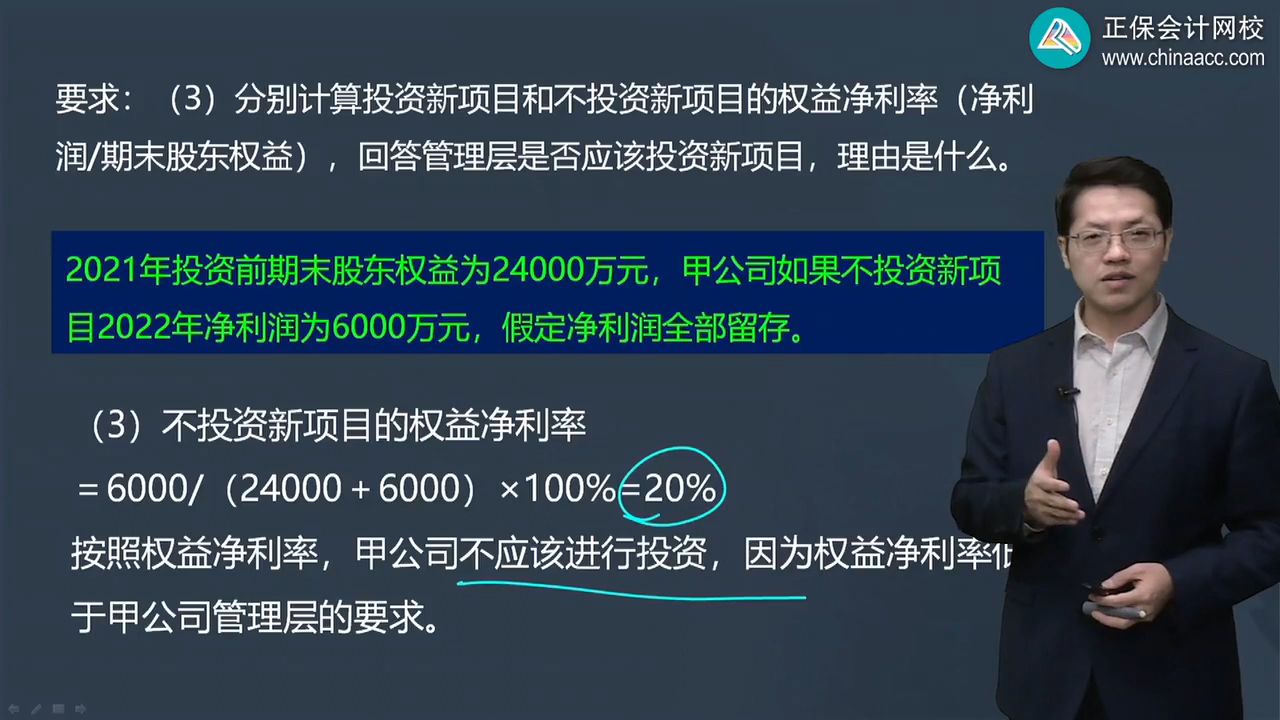 正保会计网校
www.chinaacc.com
要求：（3）分别计算投资新项目和不投资新项目的权益净利率（净利
润/期末股东权益），回答管理层是否应该投资新项目，理由是什么。
2021年投资前期末股东权益为24000万元，甲公司如果不投资新项
目2022年净利润为6000万元，假定净利润全部留存。
（3）不投资新项目的权益净利率
＝6000/（24000＋6000）×100%=20%
按照权益净利率，甲公司不应该进行投资，因为权益净利率低
于甲公司管理层的要求。